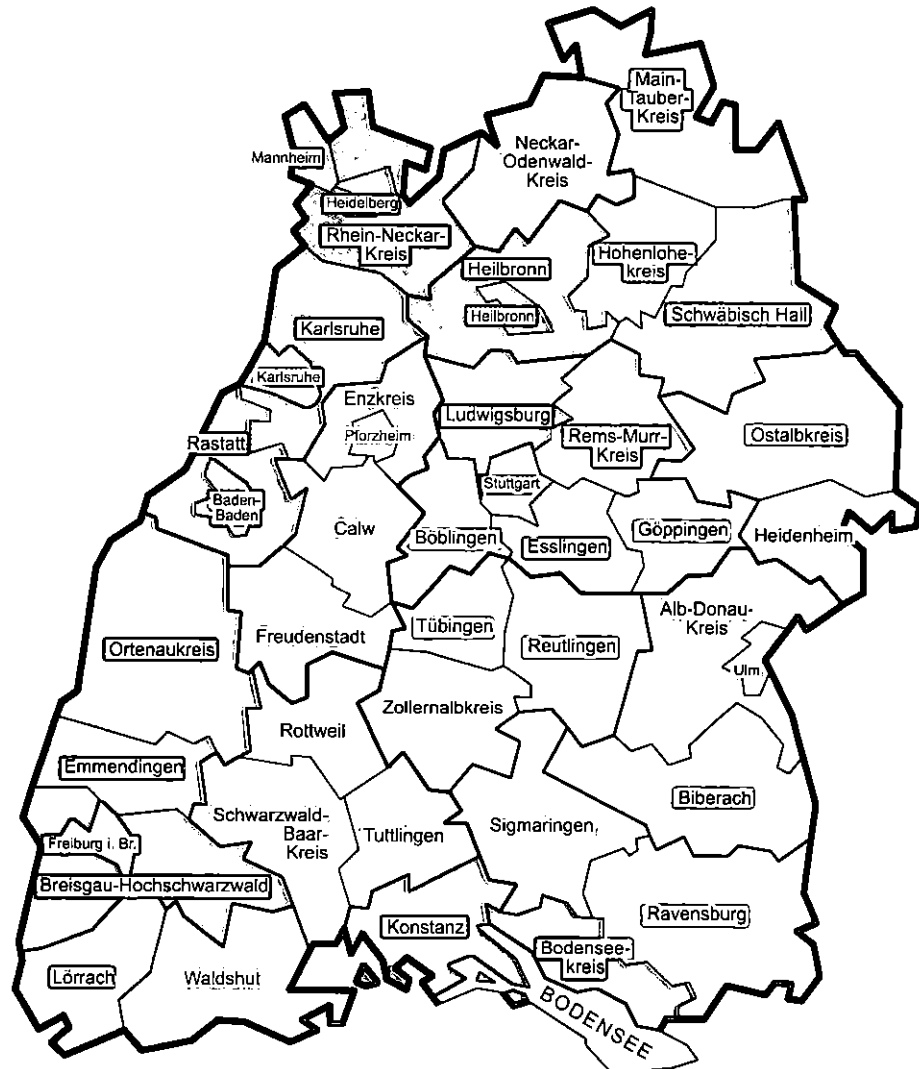 Main-
Tauber-
Kreis
Neckar-
Odenwald-
Kreis
Mannheim
Heidelberg
Rhein-Neckar-
Kreis
Heilbronn
Hohenlohe-
kreis
Heilbronn
Schwäbisch Hall
Karlsruhe
Karlsruhe
Enzkreis
Pforzheim
Ludwigsburg
Rems-Murr-
Kreis
Ostalbkreis
Rastatt
Stuttgart
Baden-
Baden
Calw
Böblingen
Esslingen
Göppingen
Heidenheim
Alb-Donau-
Kreis
Ulm
Ortenaukreis
Freudenstadt
Tübingen
Reutlingen
Zollernalbkreis
Rottweil
Emmendingen
Schwarzwald-
Baar-
Kreis
Tuttlingen
Sigmaringen
Biberach
Freiburg i. Br.
Breisgau-Hochschwarzwald
Konstanz
Bodensee-
kreis
Ravensburg
Lörrach
Waldshut
BODENSEE